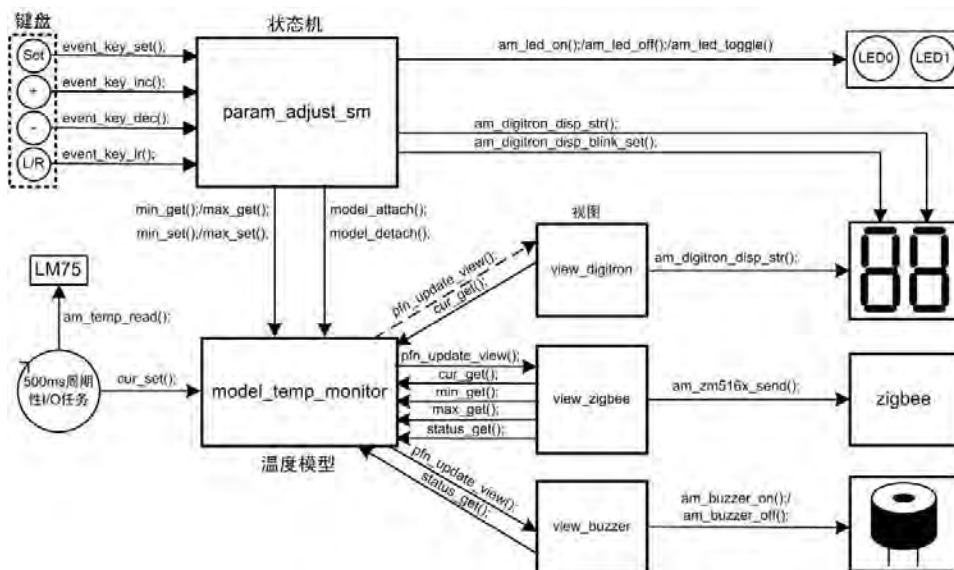 键盘
Set
+
-
L/R
event_key_set();
event_key_inc();
event_key_dec();
event_key_lr();
状态机
param_adjust_sm
am_led_on();/am_led_off();/am_led_toggle()
LED0
LED1
am_digitron_disp_str();
am_digitron_disp_blink_set();
min_get();/max_get();
min_set();/max_set();
model_attach();
model_detach();
LM75
am_temp_read();
500ms周期
性I/O任务
cur_set();
model_temp_monitor
温度模型
视图
pfn_update_view();
cur_get();
view_digitron
am_digitron_disp_str();
88
pfn_update_view();
cur_get();
min_get();
max_get();
status_get();
view_zigbee
am_zm516x_send();
zigbee
pfn_update_view();
status_get();
view_buzzer
am_buzzer_on();/
am_buzzer_off();